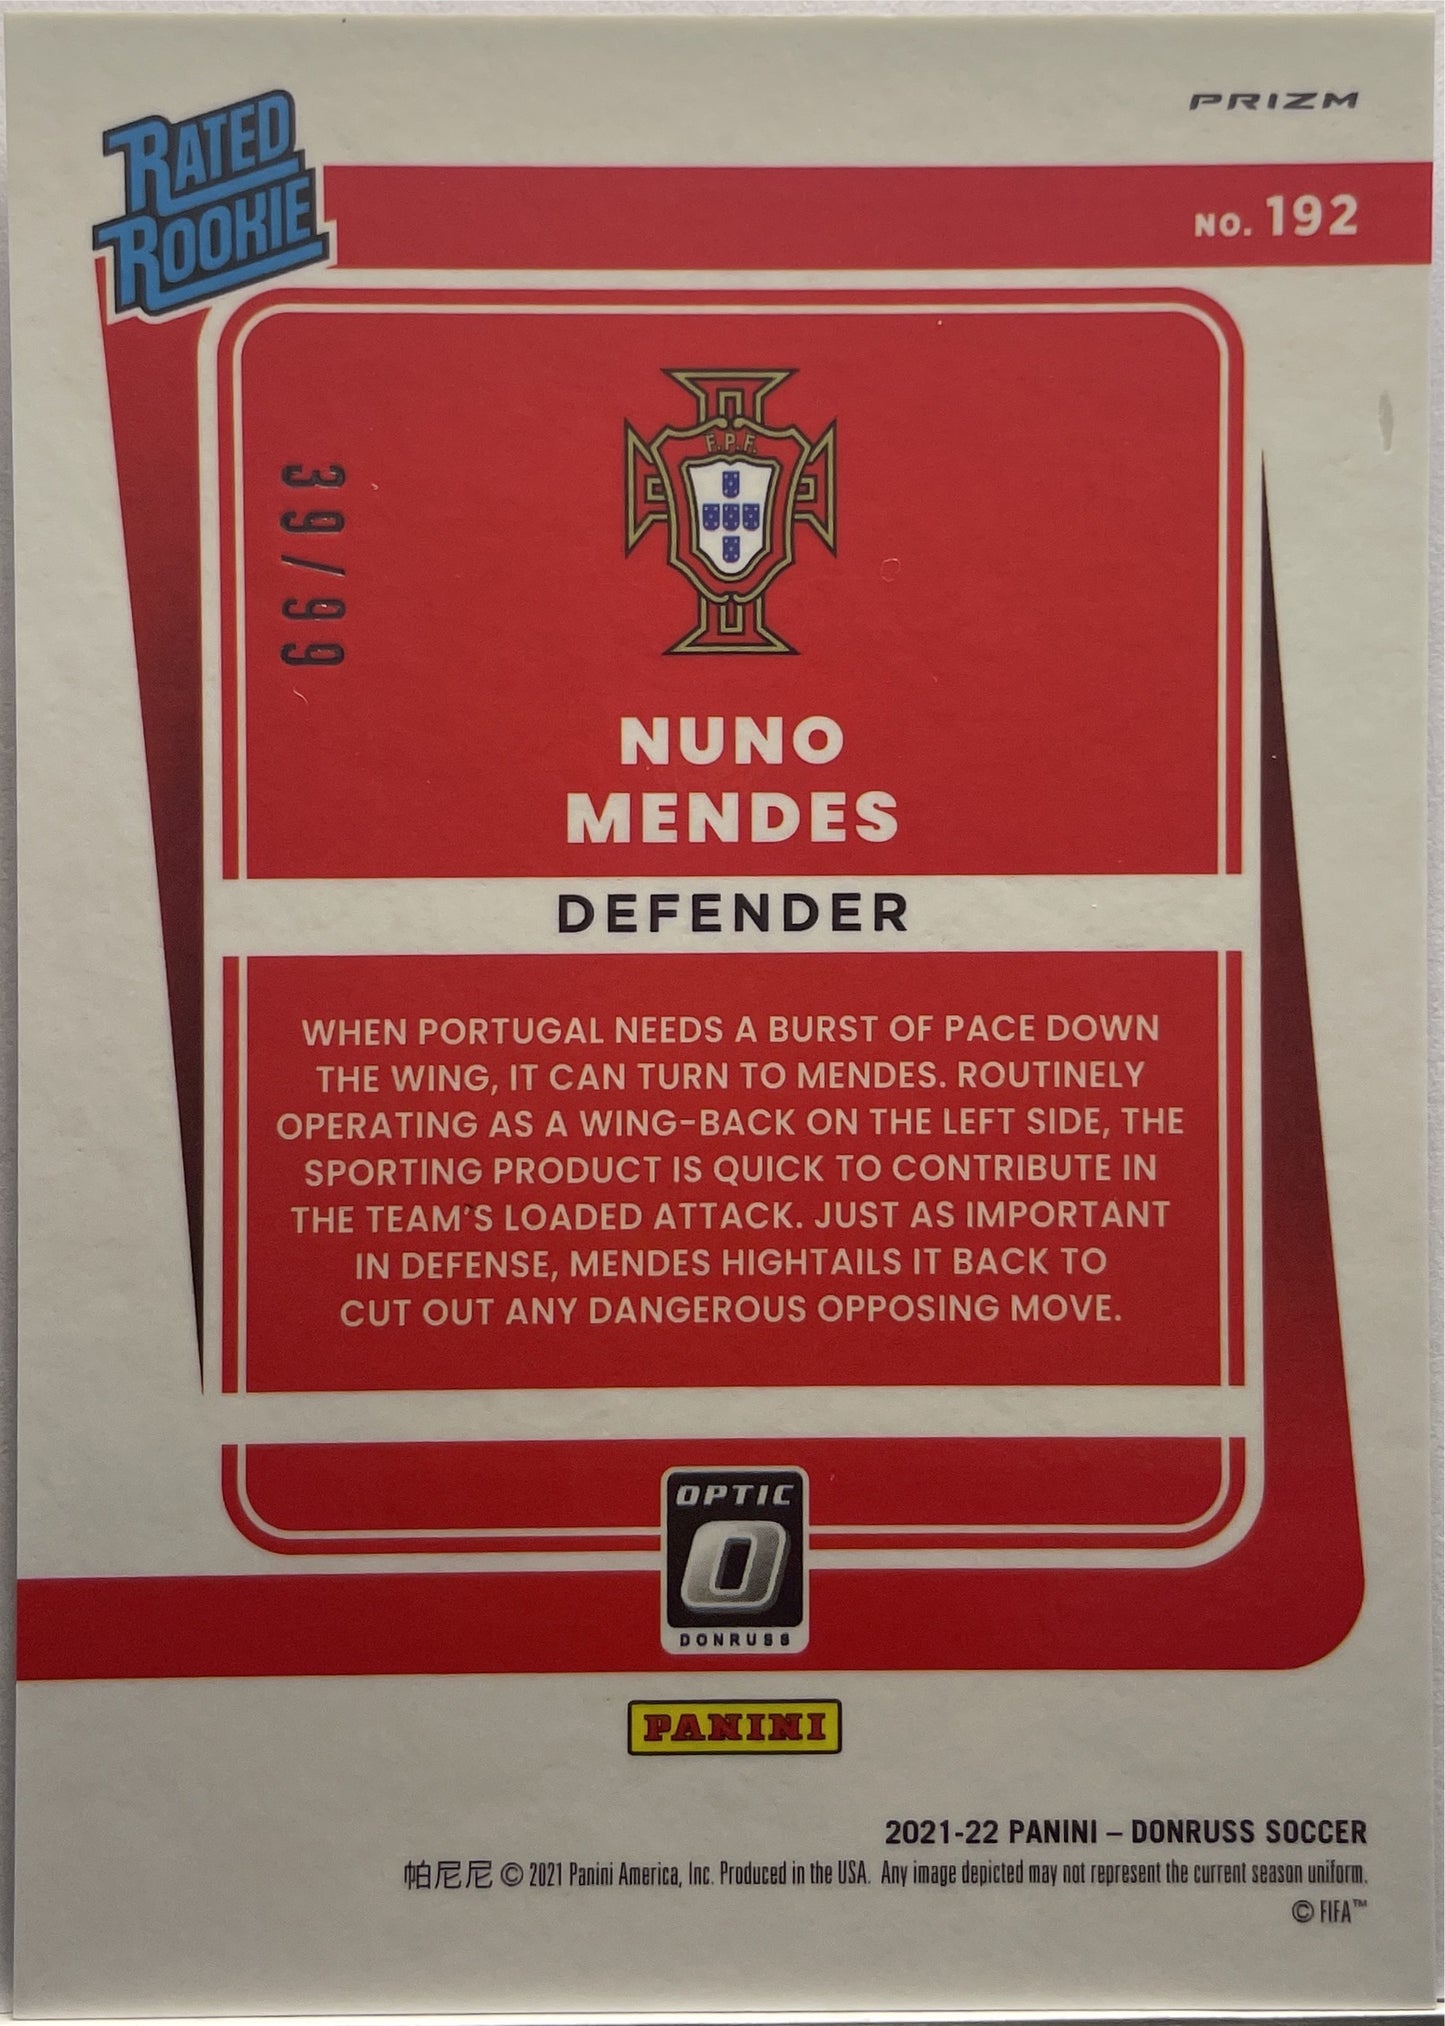 PRIZM
RATED
ROOKIE
NO. 192
F.P.F.
39/99
NUNO
MENDES
DEFENDER
WHEN PORTUGAL NEEDS A BURST OF PACE DOWN
THE WING, IT CAN TURN TO MENDES. ROUTINELY
OPERATING AS A WING-BACK ON THE LEFT SIDE, THE
SPORTING PRODUCT IS QUICK TO CONTRIBUTE IN
THE TEAM'S LOADED ATTACK. JUST AS IMPORTANT
IN DEFENSE, MENDES HIGHTAILS IT BACK TO
CUT OUT ANY DANGEROUS OPPOSING MOVE.
OPTIC
O
DONRUSS
PANINI
2021-22 PANINI – DONRUSS SOCCER
帕尼尼 © 2021 Panini America, Inc. Produced in the USA. Any image depicted may not represent the current season uniform.
© FIFA™